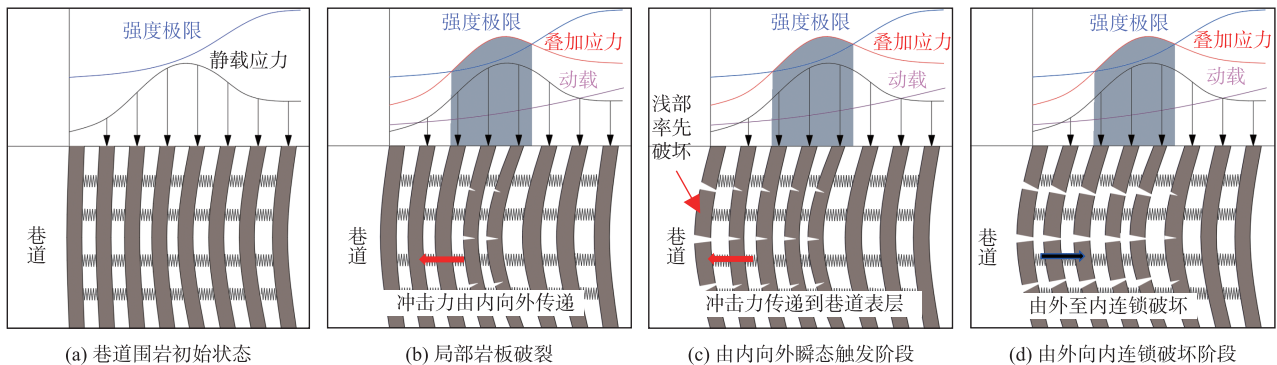 强度极限
静载应力
巷
道
(a) 巷道围岩初始状态
强度极限
叠加应力
动载
巷
道
冲击力由内向外传递
(b) 局部岩板破裂
强度极限
叠加应力
动载
浅部
率先
破坏
巷
道
冲击力传递到巷道表层
(c) 由内向外瞬态触发阶段
强度极限
叠加应力
动载
巷
道
由外至内连锁破坏
(d) 由外向内连锁破坏阶段